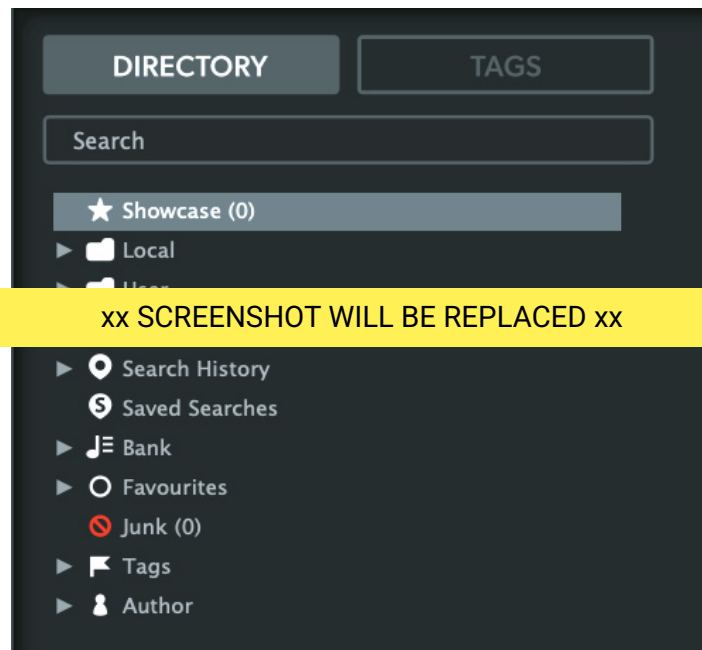 DIRECTORY
TAGS
Search
Showcase (0)
Local
xx SCREENSHOT WILL BE REPLACED xx
Search History
Saved Searches
Bank
Favourites
Junk (0)
Tags
Author